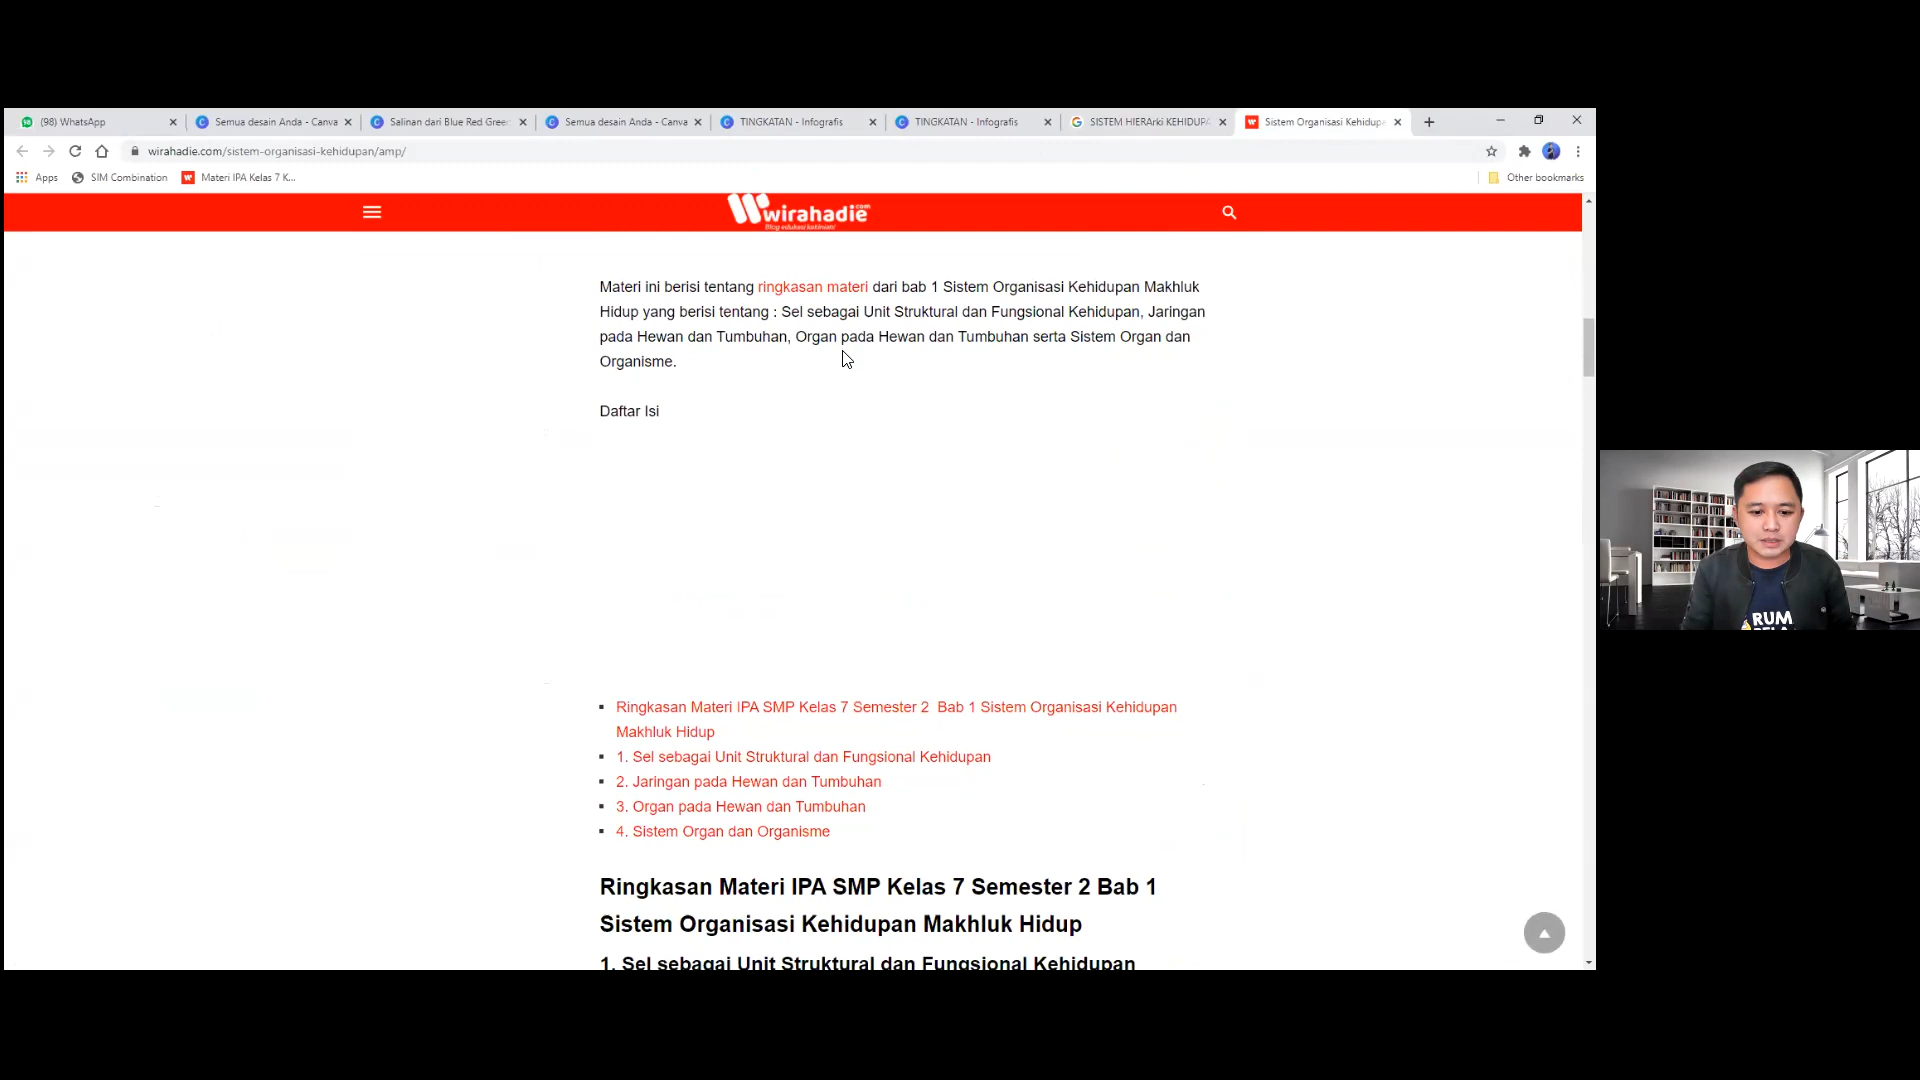 (98) WhatsApp
Semua desain Anda - Canva
Salinan dari Blue Red Gree
Semua desain Anda - Canva
TINGKATAN - Infografis
TINGKATAN - Infografis
SISTEM HIERArki KEHIDUPA
Sistem Organisasi Kehidupa
wirahadie.com/sistem-organisasi-kehidupan/amp/
Apps
SIM Combination
Materi IPA Kelas 7 K...
Other bookmarks
wirahadie.com
Blog edukasi kekinian!
Materi ini berisi tentang ringkasan materi dari bab 1 Sistem Organisasi Kehidupan Makhluk
Hidup yang berisi tentang : Sel sebagai Unit Struktural dan Fungsional Kehidupan, Jaringan
pada Hewan dan Tumbuhan, Organ pada Hewan dan Tumbuhan serta Sistem Organ dan
Organisme.
Daftar Isi
Ringkasan Materi IPA SMP Kelas 7 Semester 2  Bab 1 Sistem Organisasi Kehidupan
Makhluk Hidup
1. Sel sebagai Unit Struktural dan Fungsional Kehidupan
2. Jaringan pada Hewan dan Tumbuhan
3. Organ pada Hewan dan Tumbuhan
4. Sistem Organ dan Organisme
Ringkasan Materi IPA SMP Kelas 7 Semester 2 Bab 1
Sistem Organisasi Kehidupan Makhluk Hidup
1. Sel sebagai Unit Struktural dan Fungsional Kehidupan
RUM